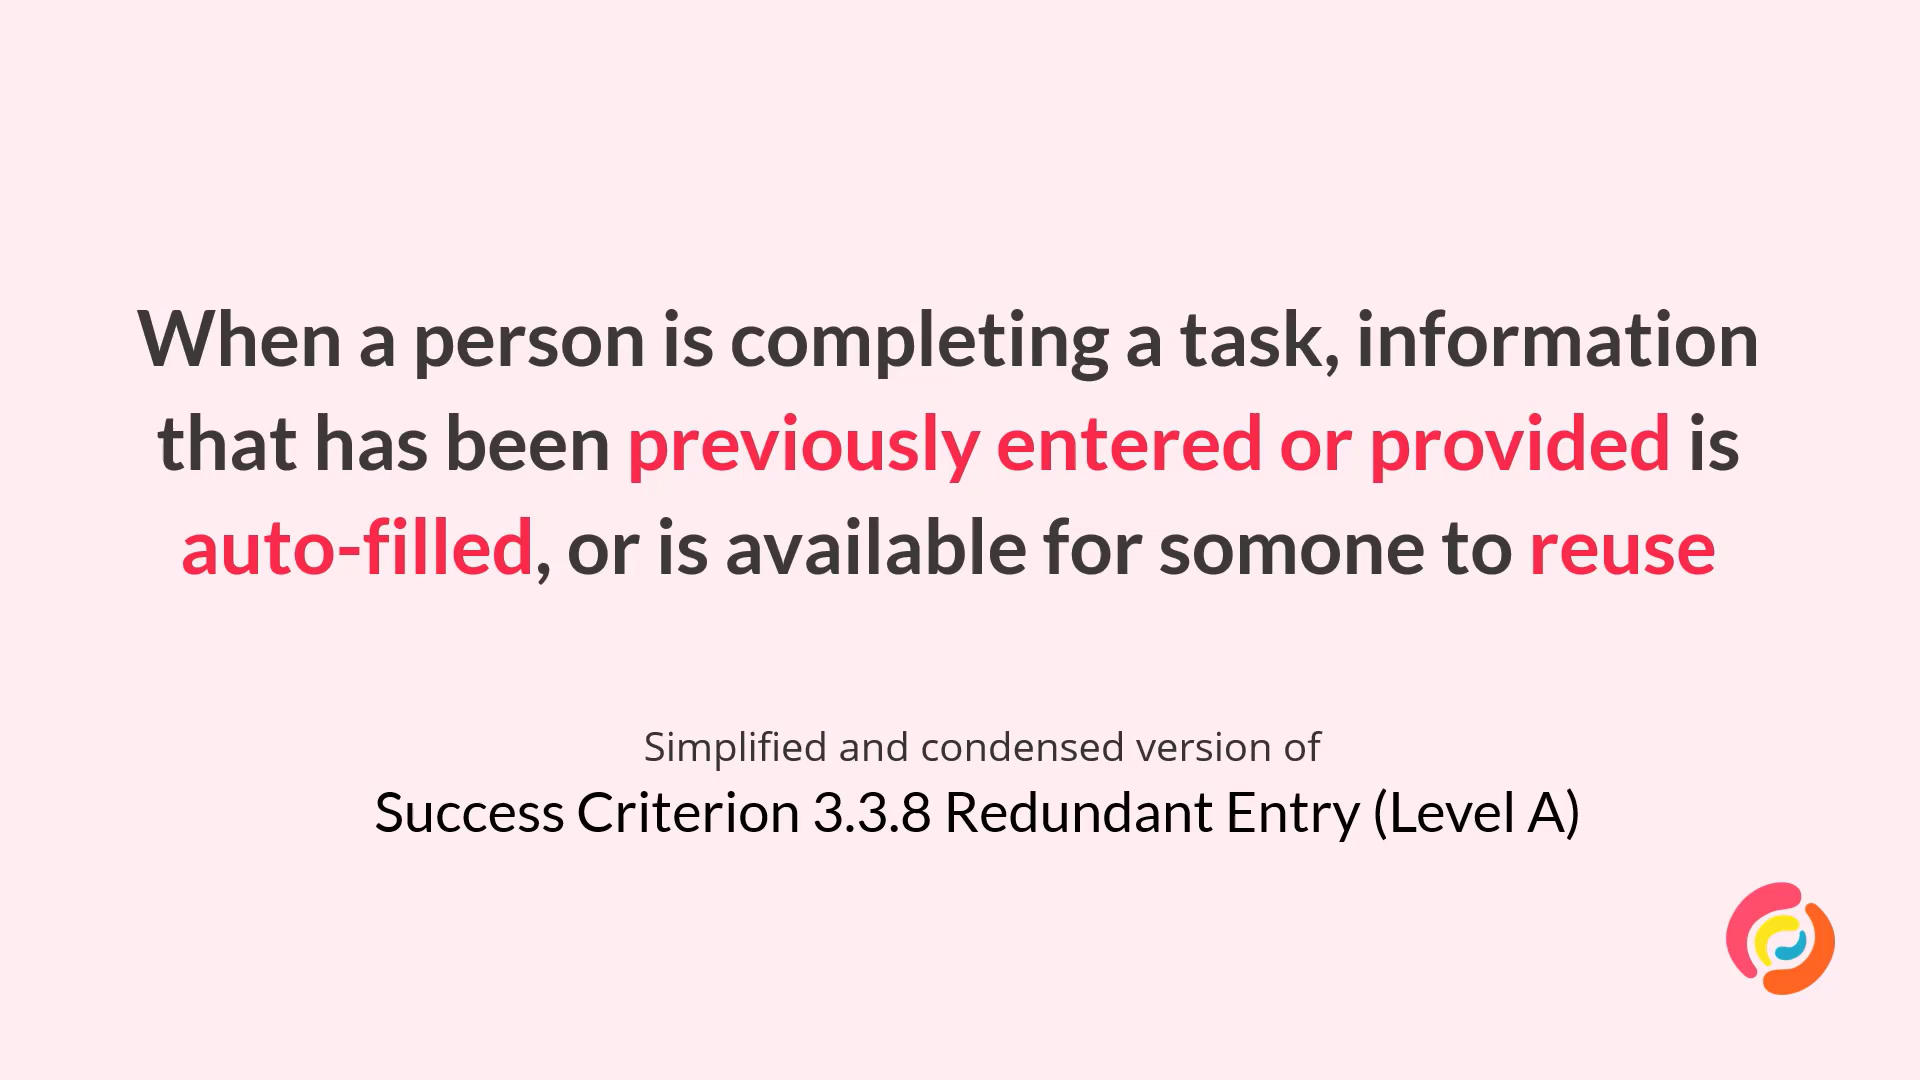 When a person is completing a task, information
that has been previously entered or provided is
auto-filled, or is available for somone to reuse
Simplified and condensed version of
Success Criterion 3.3.8 Redundant Entry (Level A)